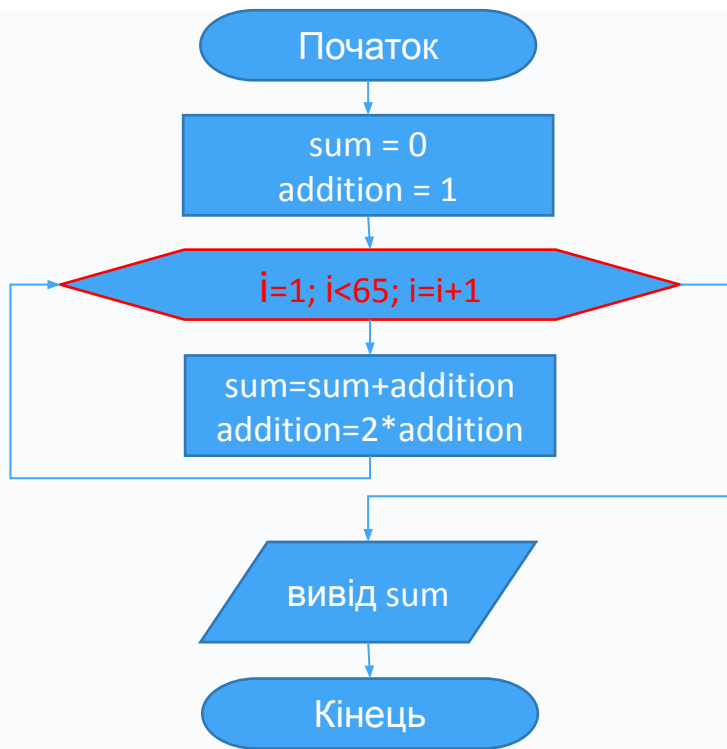 Початок
sum = 0
addition = 1
i=1; i<65; i=i+1
sum=sum+addition
addition=2*addition
вивід sum
Кінець